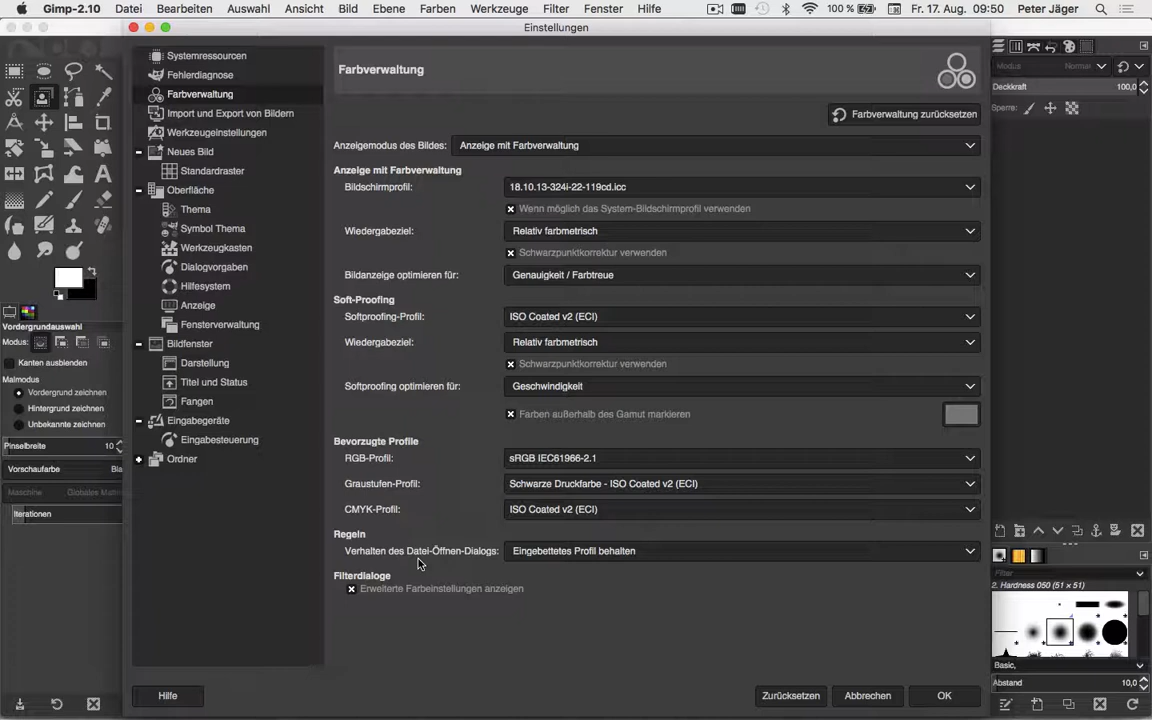 Gimp-2.10 Datei Bearbeiten Auswahl Ansicht Bild Ebene Farben Werkzeuge Filter Fenster Hilfe 100 % Fr. 17. Aug. 09:50 Peter Jäger
Einstellungen
Systemressourcen
Fehlerdiagnose
Farbverwaltung
Import und Export von Bildern
Werkzeugeinstellungen
Neues Bild
Standardraster
Oberfläche
Thema
Symbol Thema
Werkzeugkasten
Dialogvorgaben
Hilfesystem
Anzeige
Fensterverwaltung
Bildfenster
Darstellung
Titel und Status
Fangen
Eingabegeräte
Eingabesteuerung
Ordner
Farbverwaltung
Farbverwaltung zurücksetzen
Anzeigemodus des Bildes: Anzeige mit Farbverwaltung
Anzeige mit Farbverwaltung
Bildschirmprofil: 18.10.13-324i-22-119cd.icc
Wenn möglich das System-Bildschirmprofil verwenden
Wiedergabeziel: Relativ farbmetrisch
Schwarzpunktkorrektur verwenden
Bildanzeige optimieren für: Genauigkeit / Farbtreue
Soft-Proofing
Softproofing-Profil: ISO Coated v2 (ECI)
Wiedergabeziel: Relativ farbmetrisch
Schwarzpunktkorrektur verwenden
Softproofing optimieren für: Geschwindigkeit
Farben außerhalb des Gamut markieren
Bevorzugte Profile
RGB-Profil: sRGB IEC61966-2.1
Graustufen-Profil: Schwarze Druckfarbe - ISO Coated v2 (ECI)
CMYK-Profil: ISO Coated v2 (ECI)
Regeln
Verhalten des Datei-Öffnen-Dialogs: Eingebettetes Profil behalten
Filterdialoge
Erweiterte Farbeinstellungen anzeigen
Hilfe Zurücksetzen Abbrechen OK
Vordergrundauswahl
Modus:
Kanten ausblenden
Malmodus
Vordergrund zeichnen
Hintergrund zeichnen
Unbekannte zeichnen
Pinselbreite 10
Vorschaufarbe Bla
Maschine Globales Matti
Iterationen
Modus Normal
Deckkraft 100,0
Sperre:
Filter
2. Hardness 050 (51 × 51)
Basic,
Abstand 10,0